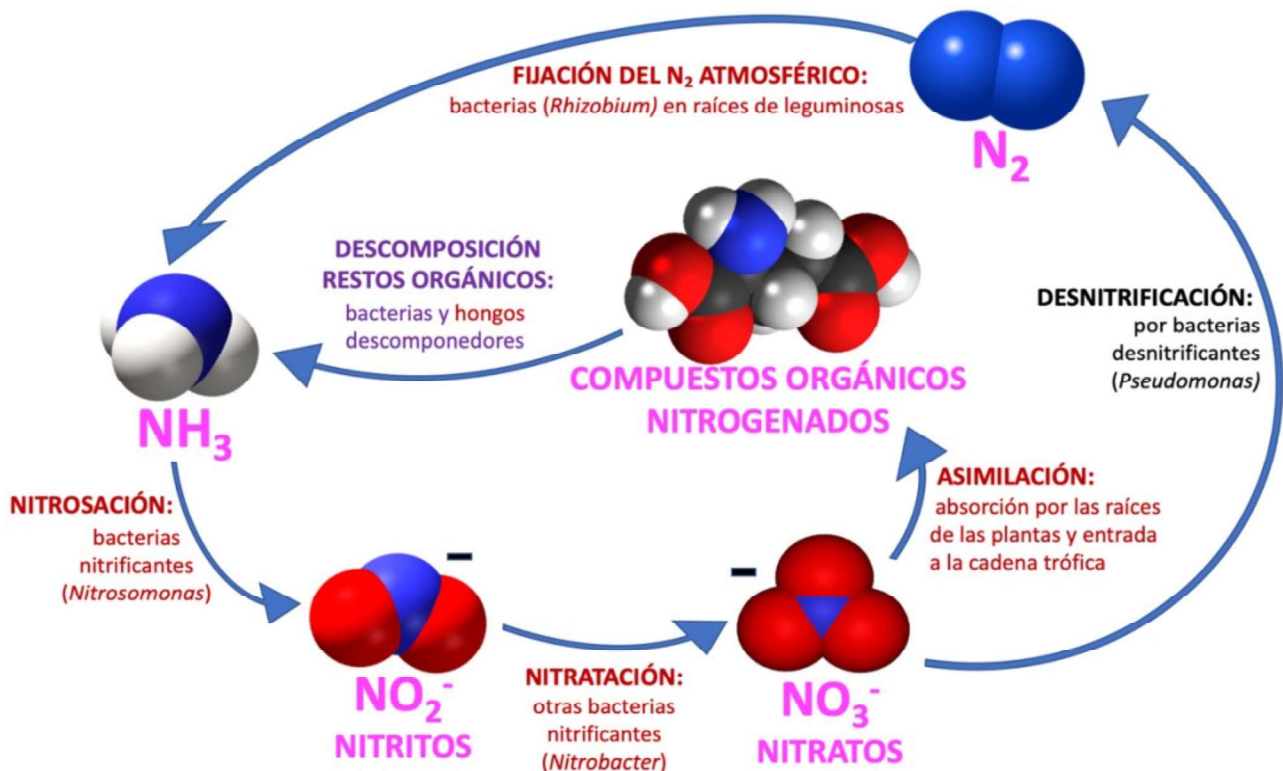 FIJACIÓN DEL N₂ ATMOSFÉRICO:
bacterias (Rhizobium) en raíces de leguminosas
N₂
DESCOMPOSICIÓN
RESTOS ORGÁNICOS:
bacterias y hongos
descomponedores
DESNITRIFICACIÓN:
por bacterias
desnitrificantes
(Pseudomonas)
COMPUESTOS ORGÁNICOS
NITROGENADOS
NH₃
NITROSACIÓN:
bacterias
nitrificantes
(Nitrosomonas)
ASIMILACIÓN:
absorción por las raíces
de las plantas y entrada
a la cadena trófica
-
-
NO₂⁻
NITRITOS
NITRATACIÓN:
otras bacterias
nitrificantes
(Nitrobacter)
NO₃⁻
NITRATOS